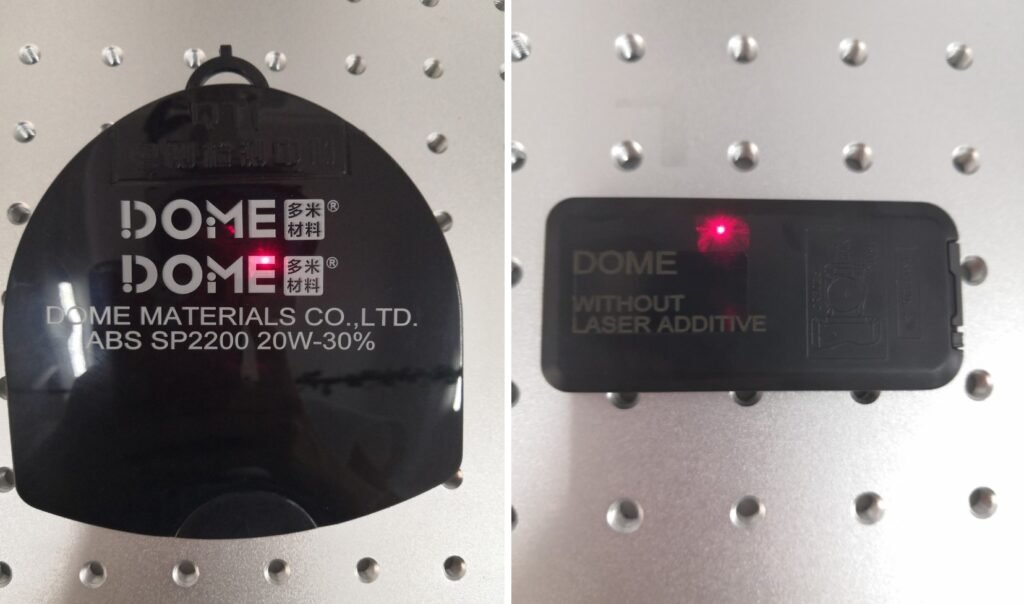 DOME 多米材料®
DOME 多米材料®
DOME MATERIALS CO.,LTD.
ABS SP2200 20W-30%
DOME
WITHOUT
LASER ADDITIVE